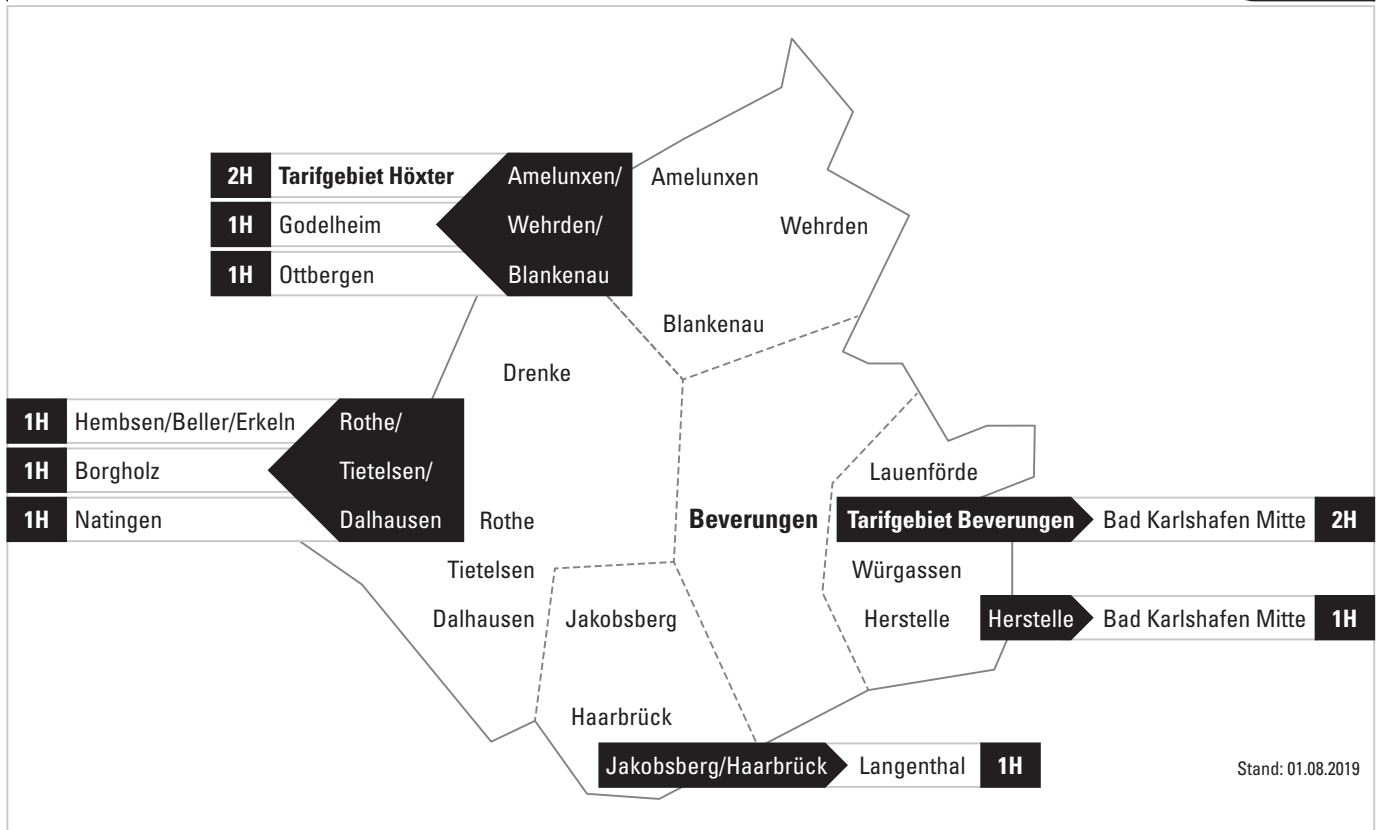 2H Tarifgebiet Höxter Amelunxen/
1H Godelheim Wehrden/
1H Ottbergen Blankenau
Amelunxen
Wehrden
Blankenau
Drenke
1H Hembsen/Beller/Erkeln Rothe/
1H Borgholz Tietelsen/
1H Natingen Dalhausen
Rothe
Tietelsen
Dalhausen
Beverungen
Lauenförde
Tarifgebiet Beverungen Bad Karlshafen Mitte 2H
Würgassen
Herstelle
Herstelle Bad Karlshafen Mitte 1H
Jakobsberg
Haarbrück
Jakobsberg/Haarbrück Langenthal 1H
Stand: 01.08.2019